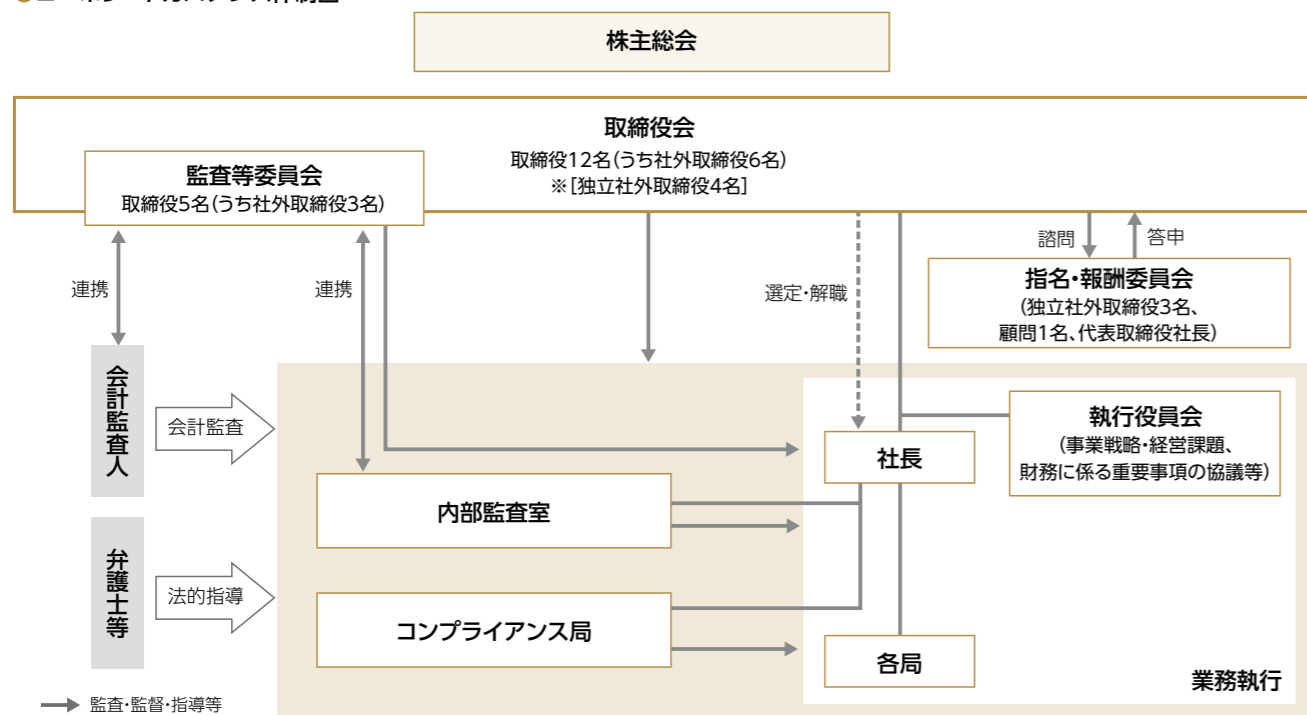 株主総会
取締役会
取締役12名(うち社外取締役6名)
※[独立社外取締役4名]
監査等委員会
取締役5名(うち社外取締役3名)
連携
連携
選定・解職
諮問
答申
指名・報酬委員会
(独立社外取締役3名、
顧問1名、代表取締役社長)
会計監査人
会計監査
社長
執行役員会
(事業戦略・経営課題、
財務に係る重要事項の協議等)
内部監査室
弁護士等
法的指導
コンプライアンス局
各局
業務執行
監査・監督・指導等